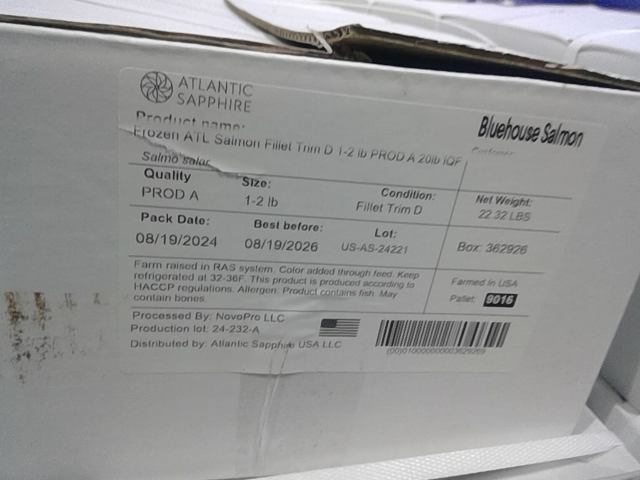 ATLANTIC
SAPPHIRE
Bluehouse Salmon
Product name:
Frozen ATL Salmon Fillet Trim D 1-2 lb PROD A 20lb IQF
Customer
Salmo salar
Quality
PROD A
Size:
1-2 lb
Condition:
Fillet Trim D
Net Weight:
22.32 LBS
Pack Date:
08/19/2024
Best before:
08/19/2026
Lot:
US-AS-24221
Box: 362926
Farm raised in RAS system. Color added through feed. Keep
refrigerated at 32-36F. This product is produced according to
HACCP regulations. Allergen: Product contains fish. May
contain bones.
Farmed in USA
Pallet: 9016
Processed By: NovoPro LLC
Production lot: 24-232-A
Distributed by: Atlantic Sapphire USA LLC